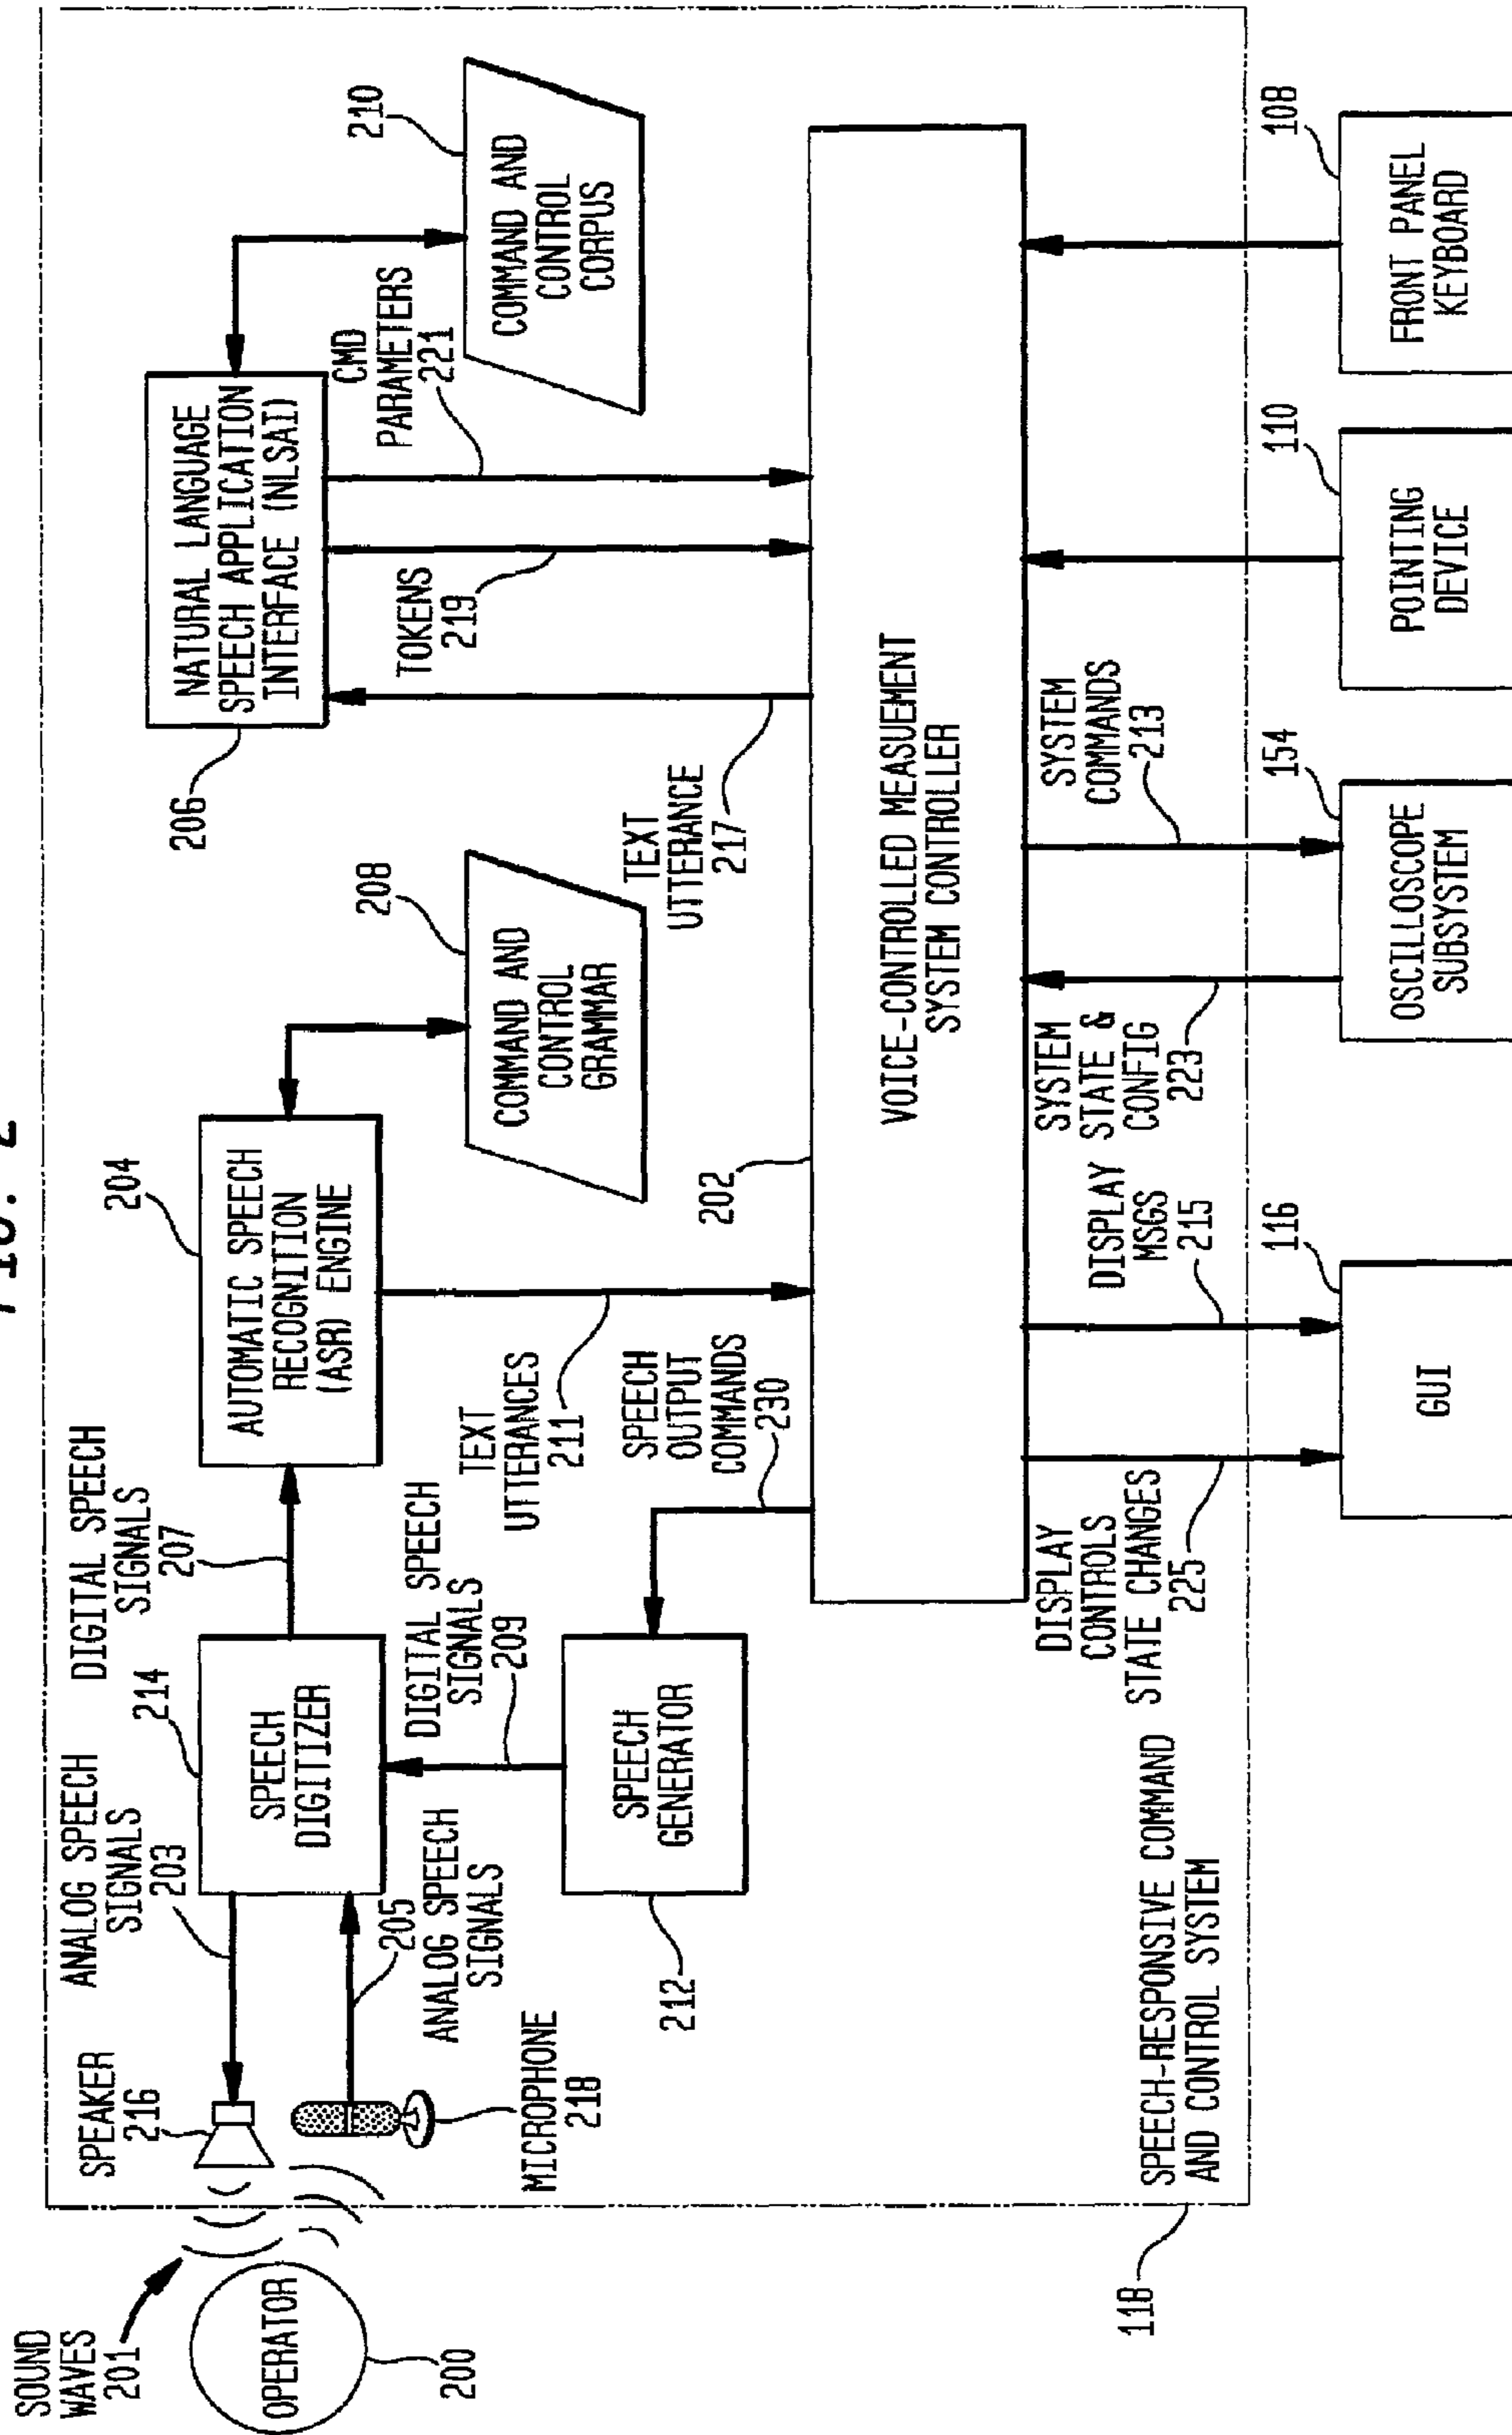 FIG. 2
SOUND
WAVES
201
OPERATOR
200
SPEAKER
216
ANALOG SPEECH
SIGNALS
203
MICROPHONE
218
205
ANALOG SPEECH
SIGNALS
214
SPEECH
DIGITIZER
DIGITAL SPEECH
SIGNALS
207
DIGITAL SPEECH
SIGNALS
209
SPEECH
GENERATOR
212
204
AUTOMATIC SPEECH
RECOGNITION
(ASR) ENGINE
TEXT
UTTERANCES
211
SPEECH
OUTPUT
COMMANDS
230
208
COMMAND AND
CONTROL
GRAMMAR
206
NATURAL LANGUAGE
SPEECH APPLICATION
INTERFACE (NLSAI)
TEXT
UTTERANCE
217
TOKENS
219
CMD
PARAMETERS
221
210
COMMAND AND
CONTROL
CORPUS
202
VOICE-CONTROLLED MEASUEMENT
SYSTEM CONTROLLER
DISPLAY
CONTROLS
STATE CHANGES
225
DISPLAY
MSGS
215
SYSTEM
STATE &
CONFIG
223
SYSTEM
COMMANDS
213
SPEECH-RESPONSIVE COMMAND
AND CONTROL SYSTEM
118
116
GUI
154
OSCILLOSCOPE
SUBSYSTEM
110
POINTING
DEVICE
108
FRONT PANEL
KEYBOARD